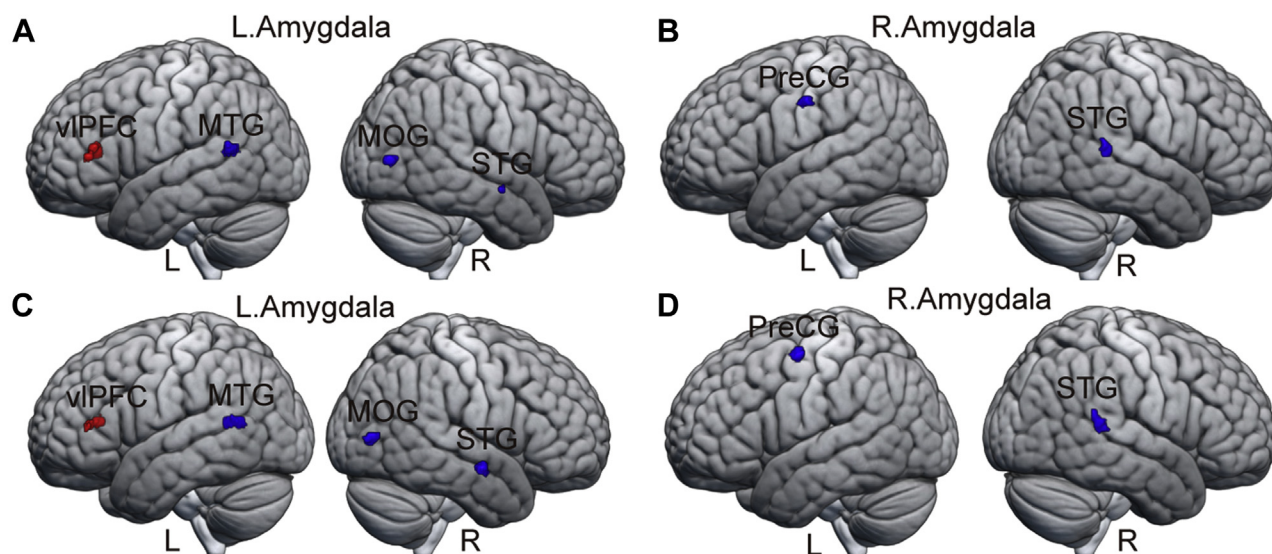 A
L.Amygdala
vlPFC
MTG
MOG
STG
L
R
B
R.Amygdala
PreCG
STG
L
R
C
L.Amygdala
vlPFC
MTG
MOG
STG
L
R
D
R.Amygdala
PreCG
STG
L
R